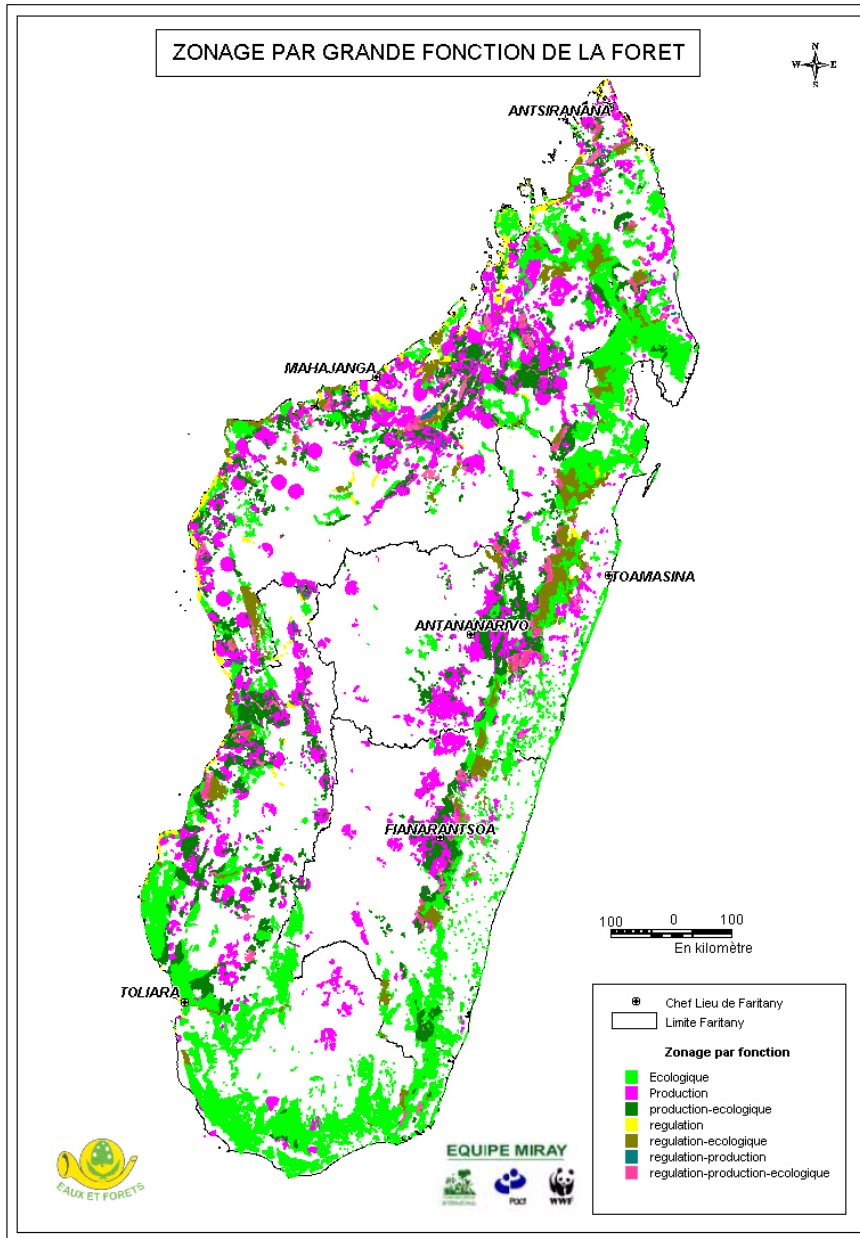 ZONAGE PAR GRANDE FONCTION DE LA FORET
N
W E
S
ANTSIRANANA
MAHAJANGA
TOAMASINA
ANTANANARIVO
FIANARANTSOA
TOLIARA
100 0 100
En kilomètre
Chef Lieu de Faritany
Limite Faritany
Zonage par fonction
Ecologique
Production
production-ecologique
regulation
regulation-ecologique
regulation-production
regulation-production-ecologique
EAUX ET FORETS
EQUIPE MIRAY
Pact
WWF